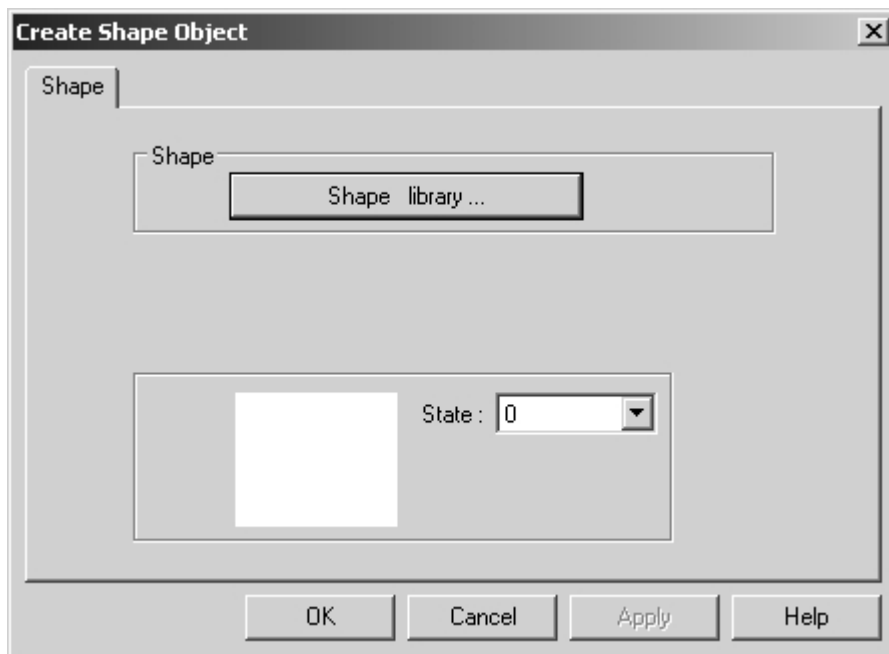 Create Shape Object
Shape
Shape
Shape library ...
State : 0
OK Cancel Apply Help